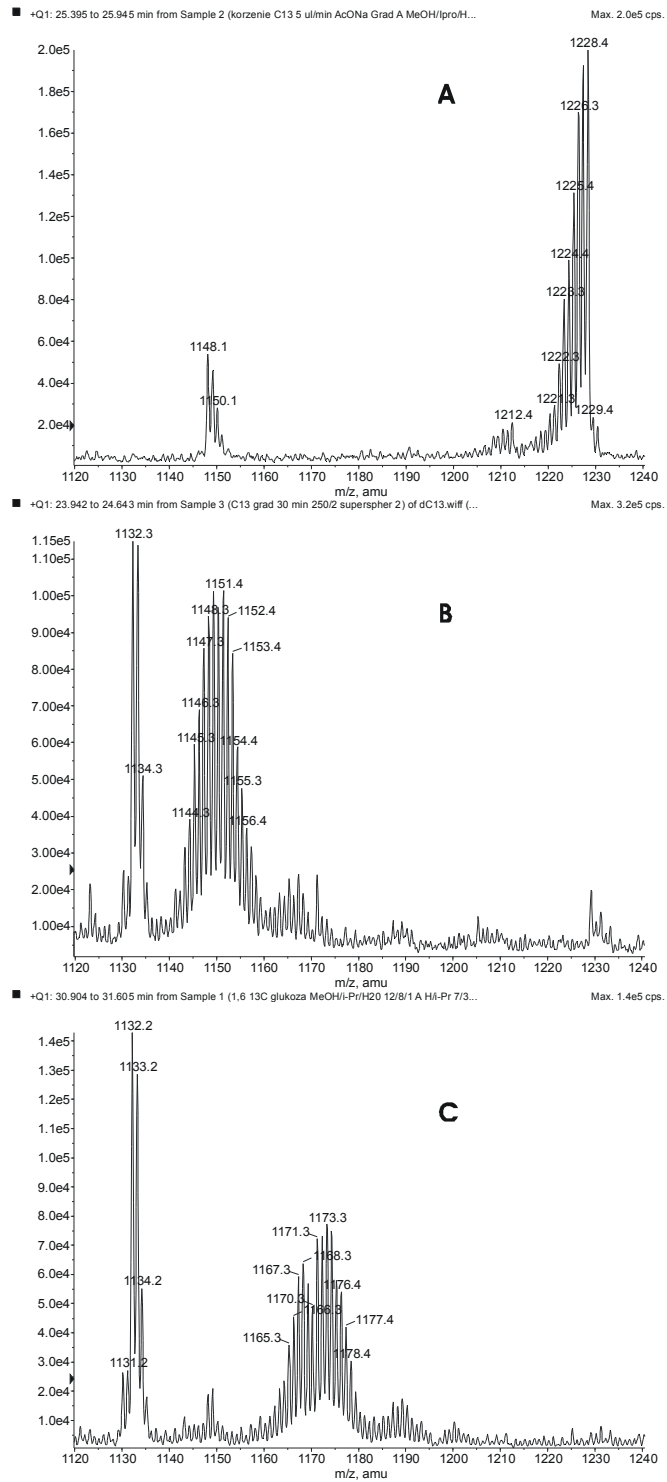 +Q1: 25.395 to 25.945 min from Sample 2 (korzenie C13 5 ul/min AcONa Grad A MeOH/Ipro/H... Max. 2.0e5 cps.
1228.4
2.0e5
A
1.8e5
1226.3
1.6e5
1.4e5
1225.4
1.2e5
1.0e5
1224.4
8.0e4
1223.3
6.0e4
1148.1
1222.3
4.0e4
1150.1
1221.3
1212.4
1229.4
2.0e4
1120 1130 1140 1150 1160 1170 1180 1190 1200 1210 1220 1230 1240
m/z, amu
+Q1: 23.942 to 24.643 min from Sample 3 (C13 grad 30 min 250/2 superspher 2) of dC13.wiff (... Max. 3.2e5 cps.
1.15e5
1132.3
1.10e5
B
1151.4
1.00e5
1148.3
1152.4
9.00e4
1147.3
1153.4
8.00e4
1146.3
7.00e4
1145.3
1154.4
6.00e4
1134.3
1155.3
5.00e4
1144.3
1156.4
4.00e4
3.00e4
2.00e4
1.00e4
1120 1130 1140 1150 1160 1170 1180 1190 1200 1210 1220 1230 1240
m/z, amu
+Q1: 30.904 to 31.605 min from Sample 1 (1,6 13C glukoza MeOH/i-Pr/H20 12/8/1 A H/i-Pr 7/3... Max. 1.4e5 cps.
1132.2
1.4e5
1133.2
1.3e5
C
1.2e5
1.1e5
1.0e5
9.0e4
8.0e4
1173.3
1171.3
7.0e4
1168.3
1167.3
6.0e4
1176.4
1134.2
1170.3
1166.3
5.0e4
1177.4
1165.3
4.0e4
1178.4
1131.2
3.0e4
2.0e4
1.0e4
1120 1130 1140 1150 1160 1170 1180 1190 1200 1210 1220 1230 1240
m/z, amu